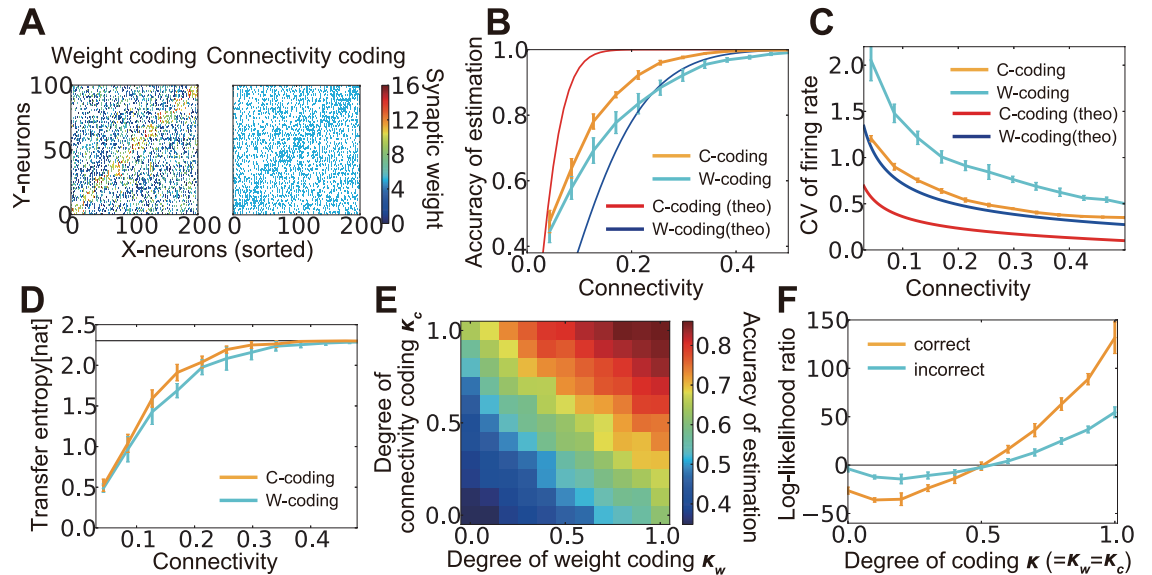 A
Weight coding Connectivity coding
100
50
0
Y-neurons
0 100 200
0 100 200
X-neurons (sorted)
16
12
8
4
0
Synaptic weight
B
1.0
0.8
0.6
0.4
Accuracy of estimation
C-coding
W-coding
C-coding (theo)
W-coding(theo)
0.0 0.2 0.4
Connectivity
C
2.0
1.5
1.0
0.5
0.0
CV of firing rate
C-coding
W-coding
C-coding (theo)
W-coding(theo)
0.1 0.2 0.3 0.4
Connectivity
D
2.5
2.0
1.5
1.0
0.5
0.0
Transfer entropy[nat]
C-coding
W-coding
0.1 0.2 0.3 0.4
Connectivity
E
1.0
0.5
0.0
Degree of
connectivity coding κc
0.0 0.5 1.0
Degree of weight coding κw
0.8
0.7
0.6
0.5
0.4
Accuracy of estimation
F
150
100
50
0
−50
Log-likelihood ratio
correct
incorrect
0.0 0.5 1.0
Degree of coding κ (=κw=κc)